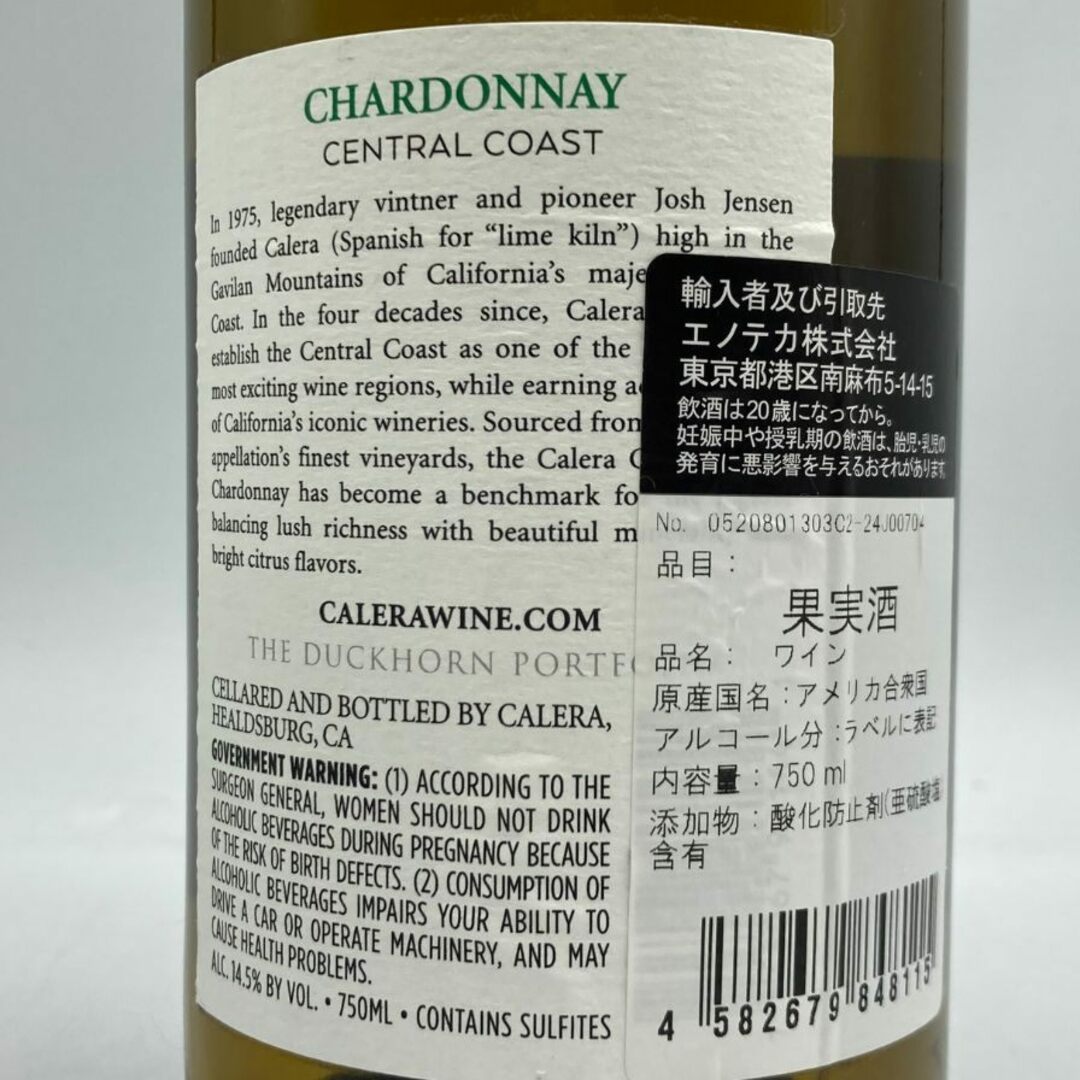 CHARDONNAY
CENTRAL COAST
In 1975, legendary vintner and pioneer Josh Jensen
founded Calera (Spanish for “lime kiln”) high in the
Gavilan Mountains of California’s
Coast. In the four decades since, Calera
establish the Central Coast as one of the
most exciting wine regions, while earning
of California’s iconic wineries. Sourced
appellation’s finest vineyards, the Calera
Chardonnay has become a benchmark
balancing lush richness with beautiful
bright citrus flavors.
CALERAWINE.COM
THE DUCKHORN
CELLARED AND BOTTLED BY CALERA,
HEALDSBURG, CA
GOVERNMENT WARNING: (1) ACCORDING TO THE
SURGEON GENERAL, WOMEN SHOULD NOT DRINK
ALCOHOLIC BEVERAGES DURING PREGNANCY BECAUSE
OF THE RISK OF BIRTH DEFECTS. (2) CONSUMPTION OF
ALCOHOLIC BEVERAGES IMPAIRS YOUR ABILITY TO
DRIVE A CAR OR OPERATE MACHINERY, AND MAY
CAUSE HEALTH PROBLEMS.
ALC. 14.5% BY VOL. • 750ML • CONTAINS SULFITES
輸入者及び引取先
エノテカ株式会社
東京都港区南麻布5-14-15
飲酒は20歳になってから。
妊娠中や授乳期の飲酒は、胎児・乳児の
発育に悪影響を与えるおそれがあります。
No. 0520801303C2-24J00704
品目：
果実酒
品名： ワイン
原産国名：アメリカ合衆国
アルコール分：ラベルに表記
内容量：750 ml
添加物：酸化防止剤(亜硫酸塩)
含有
4 582679 848115